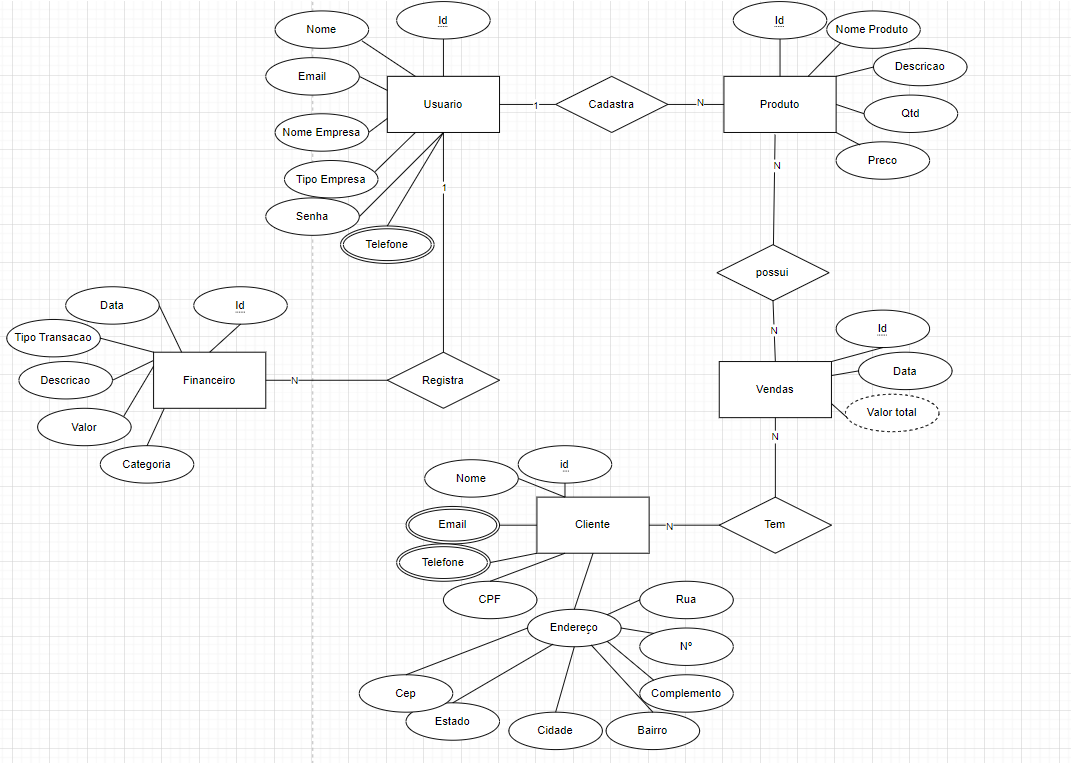 Id
Nome
Id
Nome Produto
Email
Descricao
Usuario
1
Cadastra
N
Produto
Qtd
Nome Empresa
Preco
N
Tipo Empresa
1
Senha
Telefone
possui
Data
Id
N
Id
Tipo Transacao
Descricao
Financeiro
N
Registra
Vendas
Data
Valor total
Valor
N
Categoria
Nome
id
Email
Cliente
N
Tem
Telefone
CPF
Rua
Endereço
Nº
Cep
Complemento
Estado
Cidade
Bairro